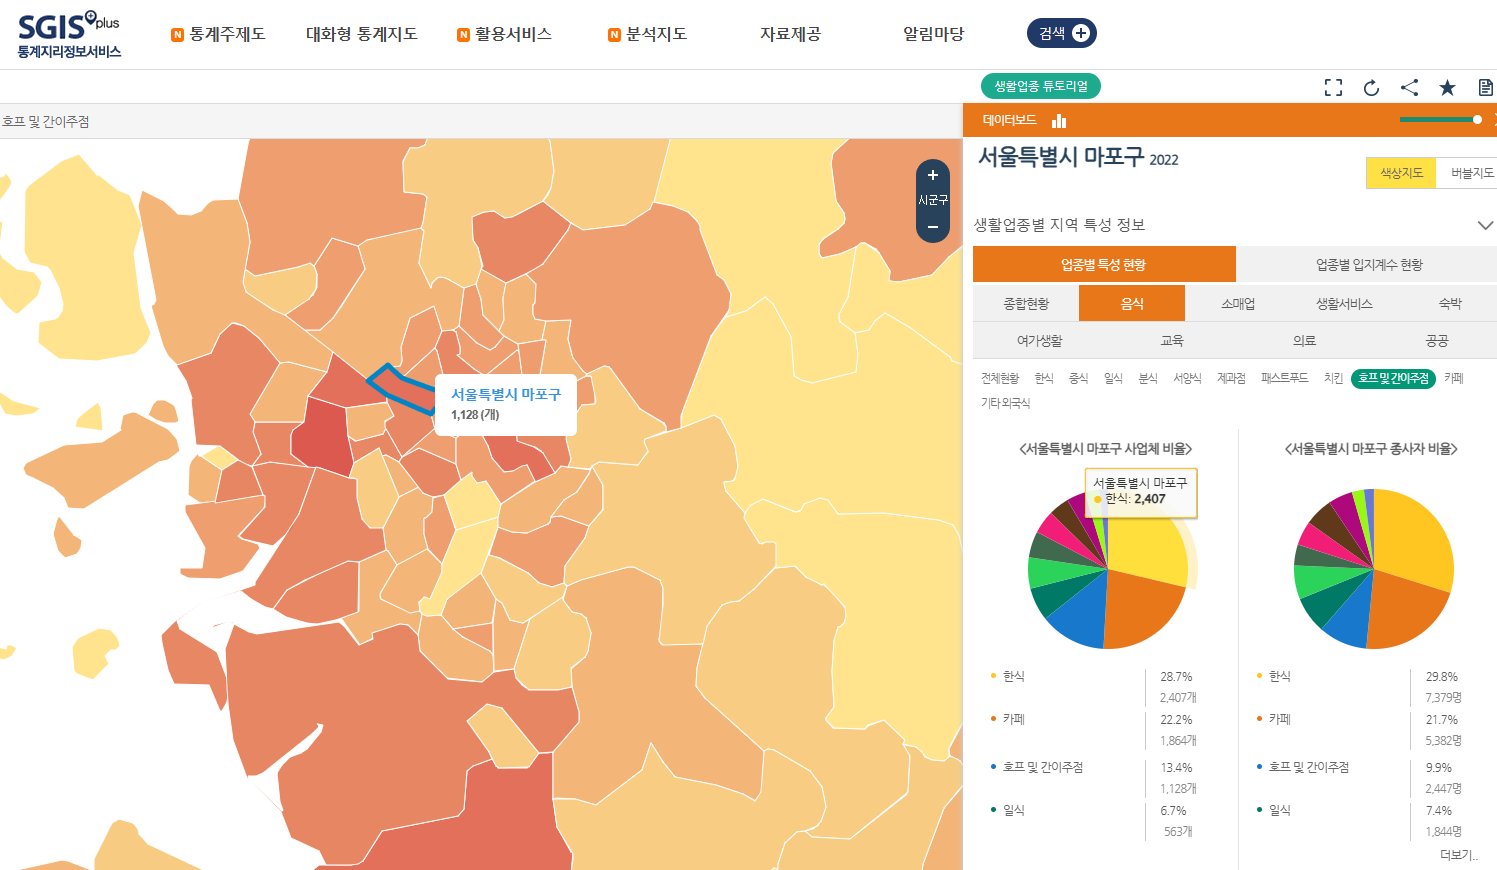 SGIS plus
통계지리정보서비스
N 통계주제도
대화형 통계지도
N 활용서비스
N 분석지도
자료제공
알림마당
검색
생활업종 튜토리얼
호프 및 간이주점
데이터보드
서울특별시 마포구 2022
색상지도
버블지도
시군구
생활업종별 지역 특성 정보
업종별 특성 현황
업종별 입지계수 현황
종합현황
음식
소매업
생활서비스
숙박
여가생활
교육
의료
공공
전체현황 한식 중식 일식 분식 서양식 제과점 패스트푸드 치킨 호프 및 간이주점 카페
기타 외국식
서울특별시 마포구
1,128 (개)
<서울특별시 마포구 사업체 비율>
서울특별시 마포구
한식: 2,407
한식
28.7%
2,407개
카페
22.2%
1,864개
호프 및 간이주점
13.4%
1,128개
일식
6.7%
563개
<서울특별시 마포구 종사자 비율>
한식
29.8%
7,379명
카페
21.7%
5,382명
호프 및 간이주점
9.9%
2,447명
일식
7.4%
1,844명
더보기..